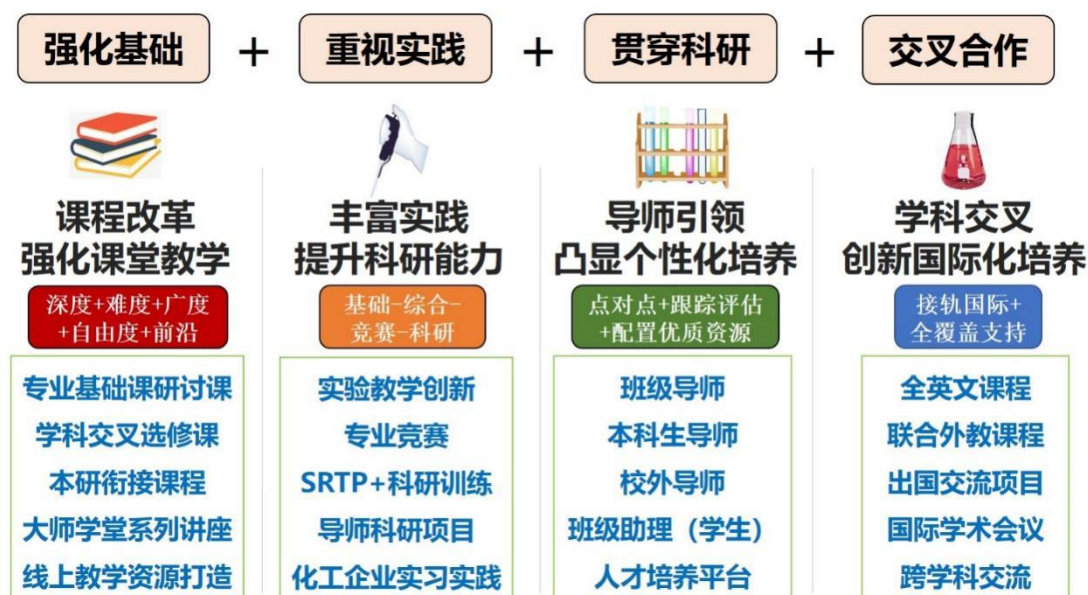 强化基础 + 重视实践 + 贯穿科研 + 交叉合作
课程改革
强化课堂教学
深度+难度+广度
+自由度+前沿
专业基础课研讨课
学科交叉选修课
本研衔接课程
大师学堂系列讲座
线上教学资源打造
丰富实践
提升科研能力
基础-综合-
竞赛-科研
实验教学创新
专业竞赛
SRTP+科研训练
导师科研项目
化工企业实习实践
导师引领
凸显个性化培养
点对点+跟踪评估
+配置优质资源
班级导师
本科生导师
校外导师
班级助理（学生）
人才培养平台
学科交叉
创新国际化培养
接轨国际+
全覆盖支持
全英文课程
联合外教课程
出国交流项目
国际学术会议
跨学科交流